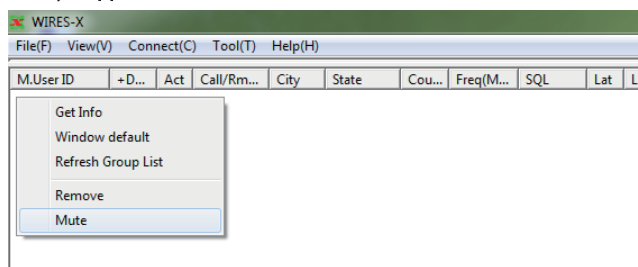 WIRES-X
File(F) View(V) Connect(C) Tool(T) Help(H)
M.User ID +D... Act Call/Rm... City State Cou... Freq(M... SQL Lat L
Get Info
Window default
Refresh Group List
Remove
Mute